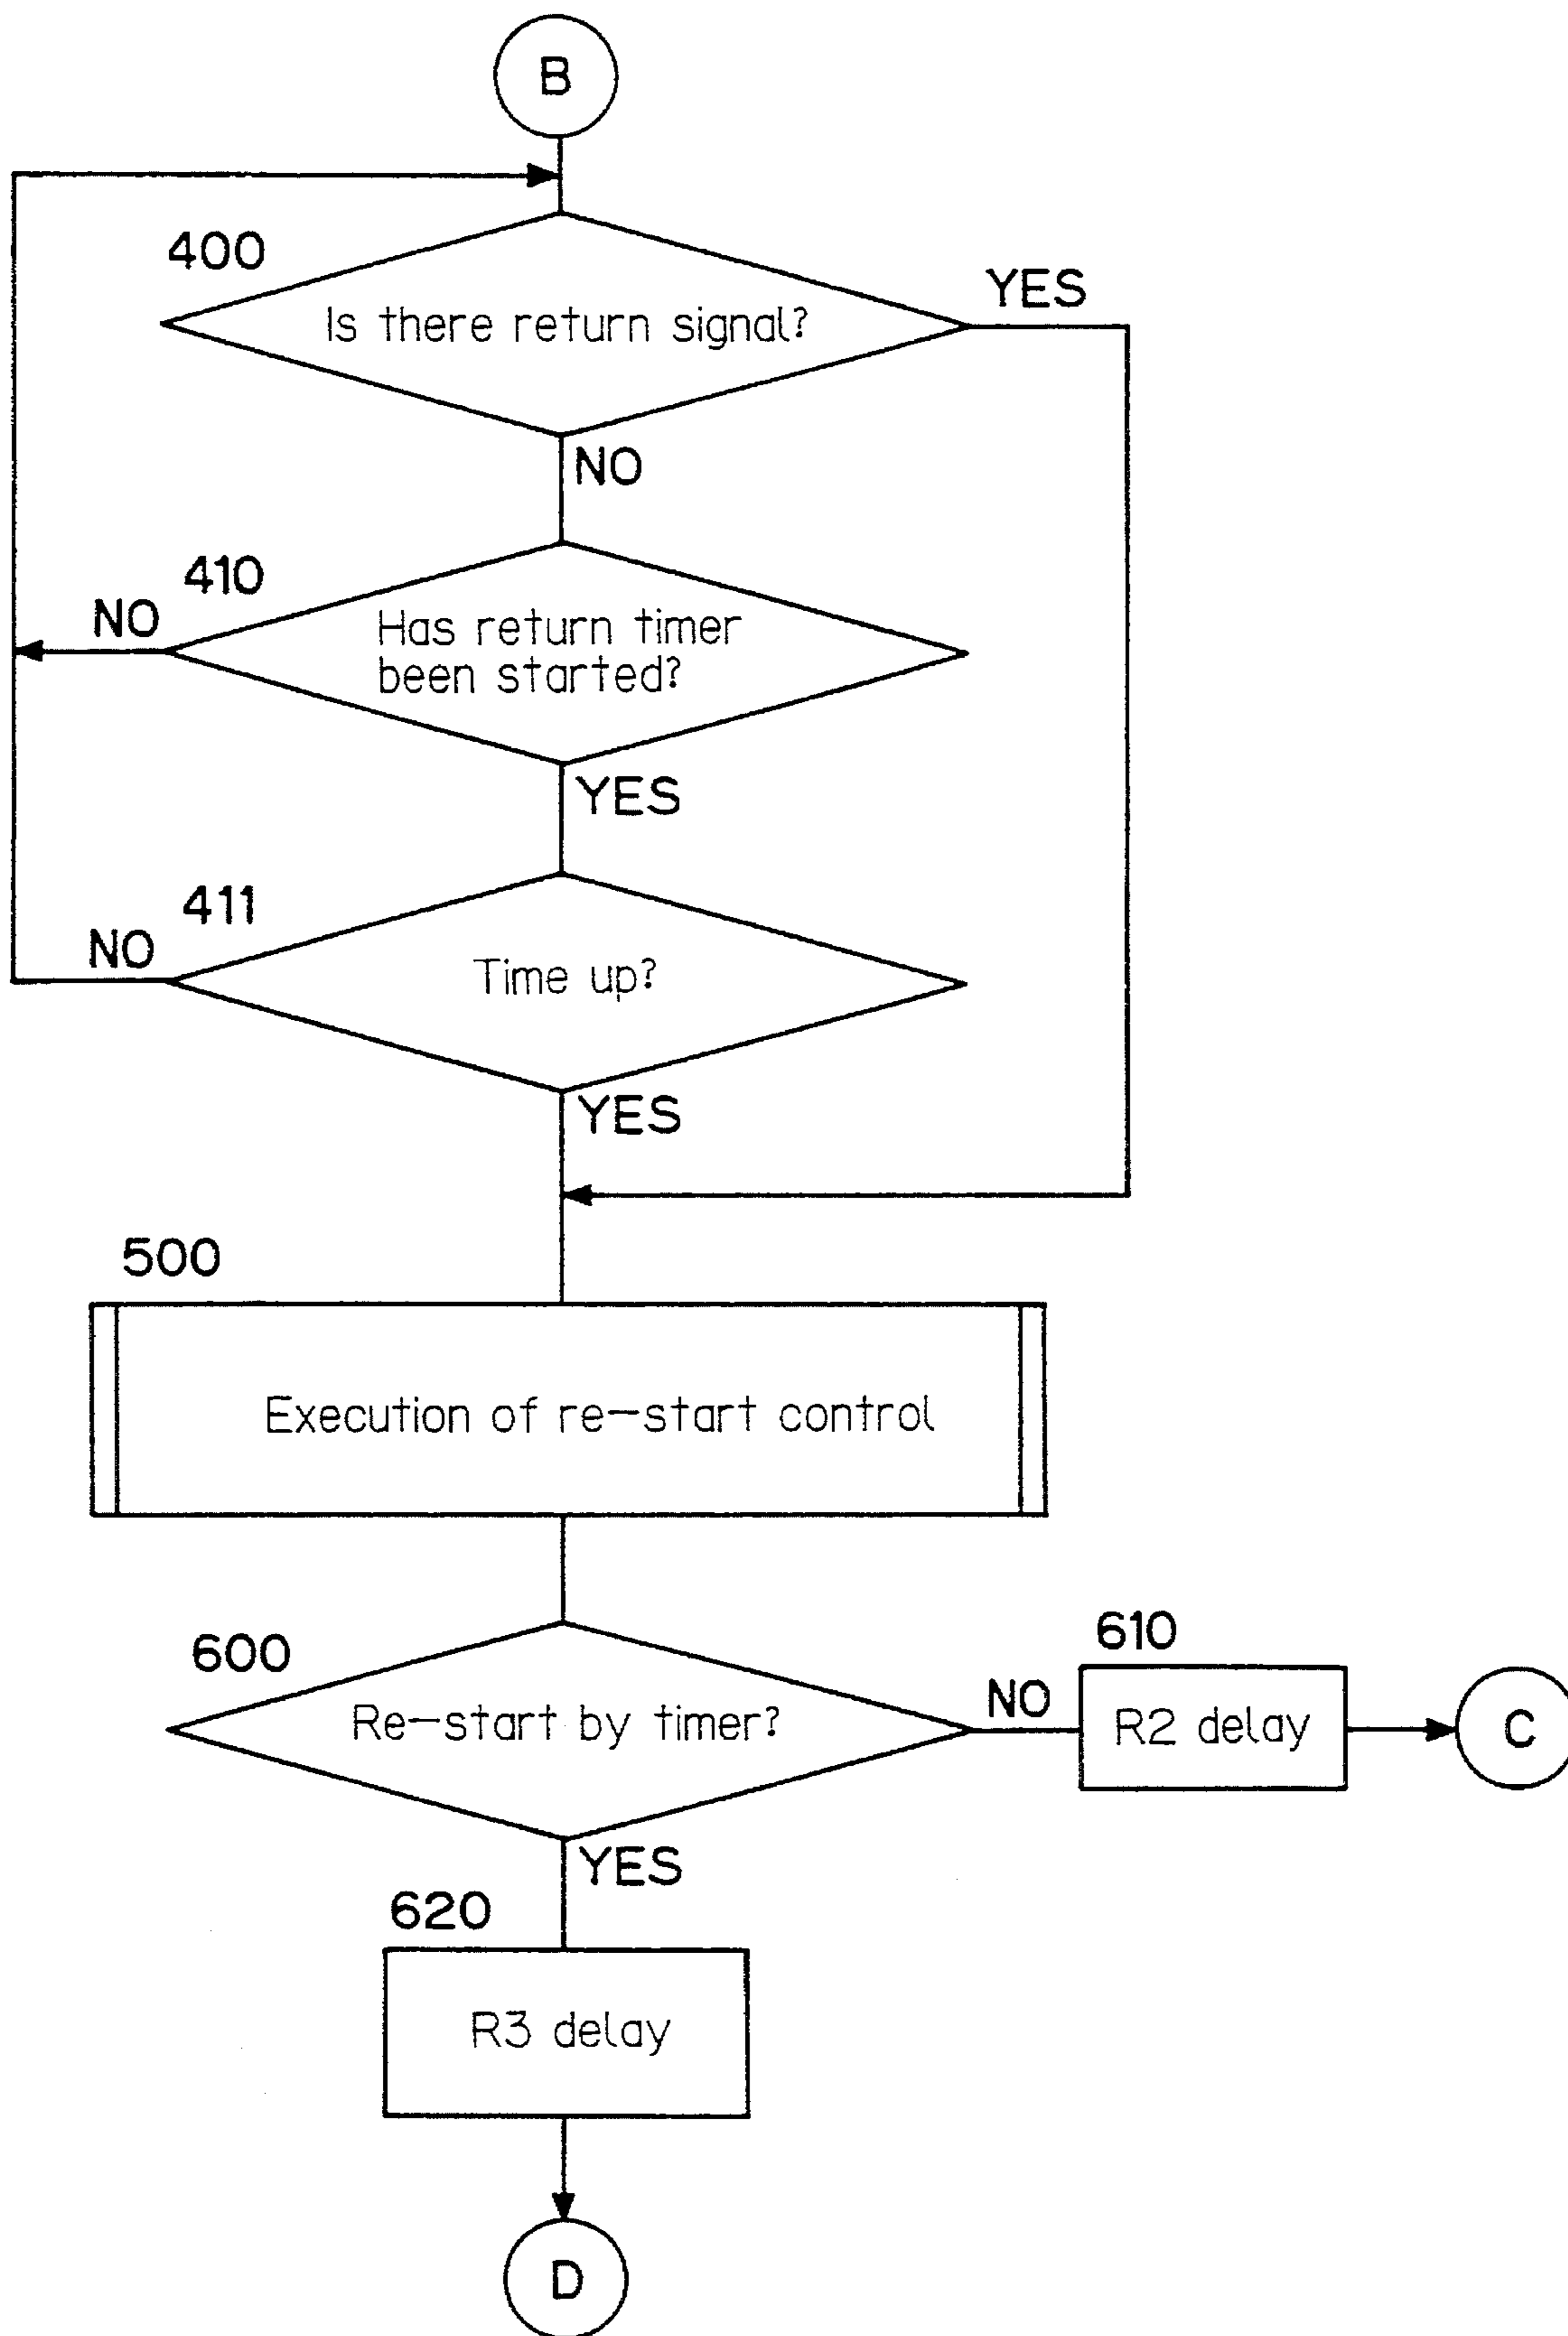 B
400
YES
Is there return signal?
NO
410
NO
Has return timer
been started?
YES
411
NO
Time up?
YES
500
Execution of re-start control
600
610
Re-start by timer?
NO
R2 delay
C
YES
620
R3 delay
D